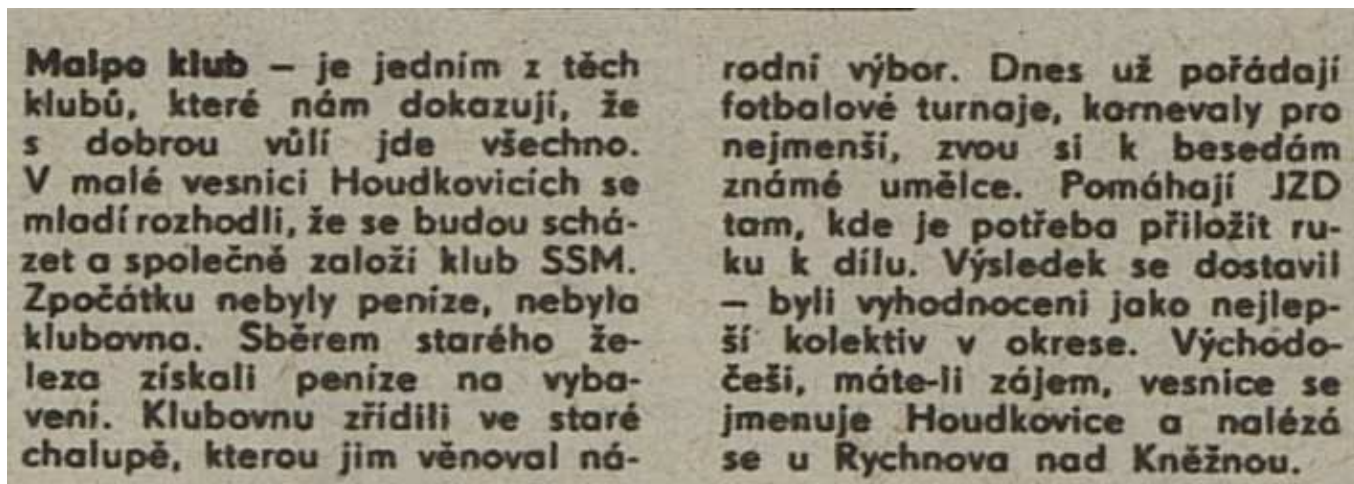 Malpo klub – je jedním z těch
klubů, které nám dokazují, že
s dobrou vůlí jde všechno.
V malé vesnici Houdkovicích se
mladí rozhodli, že se budou schá-
zet a společně založí klub SSM.
Zpočátku nebyly peníze, nebyla
klubovna. Sběrem starého že-
leza získali peníze na vyba-
vení. Klubovnu zřídili ve staré
chalupě, kterou jim věnoval ná-
rodní výbor. Dnes už pořádají
fotbalové turnaje, karnevaly pro
nejmenší, zvou si k besedám
známé umělce. Pomáhají JZD
tam, kde je potřeba přiložit ru-
ku k dílu. Výsledek se dostavil
– byli vyhodnoceni jako nejlep-
ší kolektiv v okrese. Východo-
češi, máte-li zájem, vesnice se
jmenuje Houdkovice a nalézá
se u Rychnova nad Kněžnou.